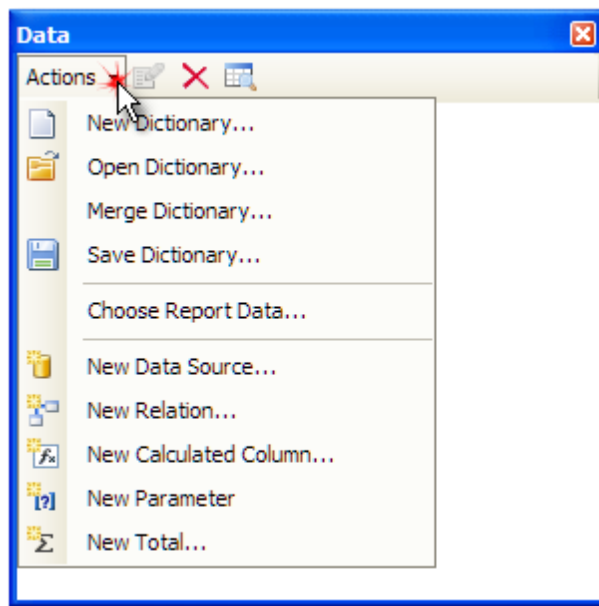 Data
Actions
New Dictionary...
Open Dictionary...
Merge Dictionary...
Save Dictionary...
Choose Report Data...
New Data Source...
New Relation...
New Calculated Column...
New Parameter
New Total...